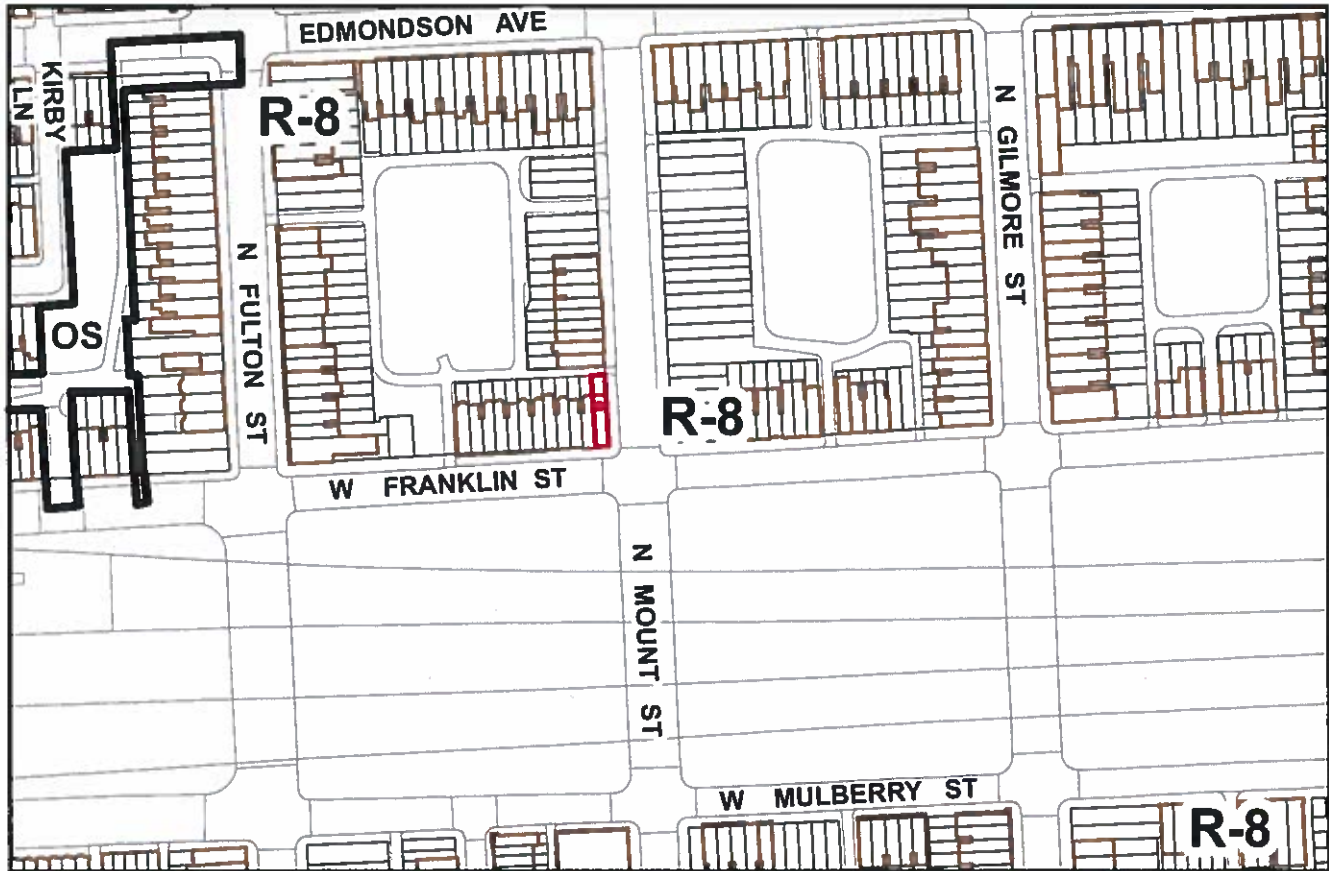 EDMONDSON AVE
KIRBY
LN
R-8
N GILMORE ST
N FULTON ST
OS
R-8
W FRANKLIN ST
N MOUNT ST
W MULBERRY ST
R-8